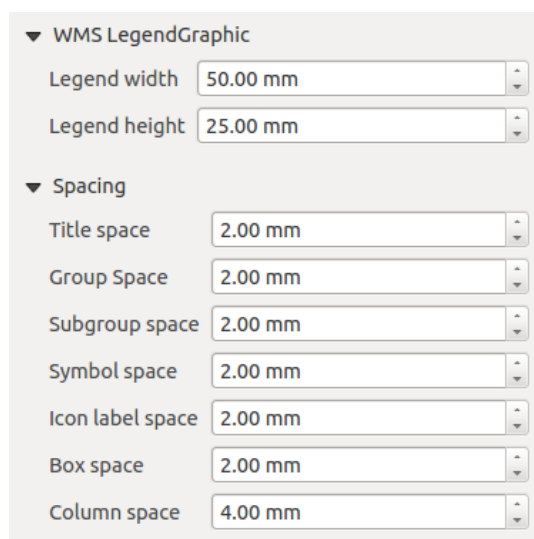 WMS LegendGraphic
Legend width 50.00 mm
Legend height 25.00 mm
Spacing
Title space 2.00 mm
Group Space 2.00 mm
Subgroup space 2.00 mm
Symbol space 2.00 mm
Icon label space 2.00 mm
Box space 2.00 mm
Column space 4.00 mm